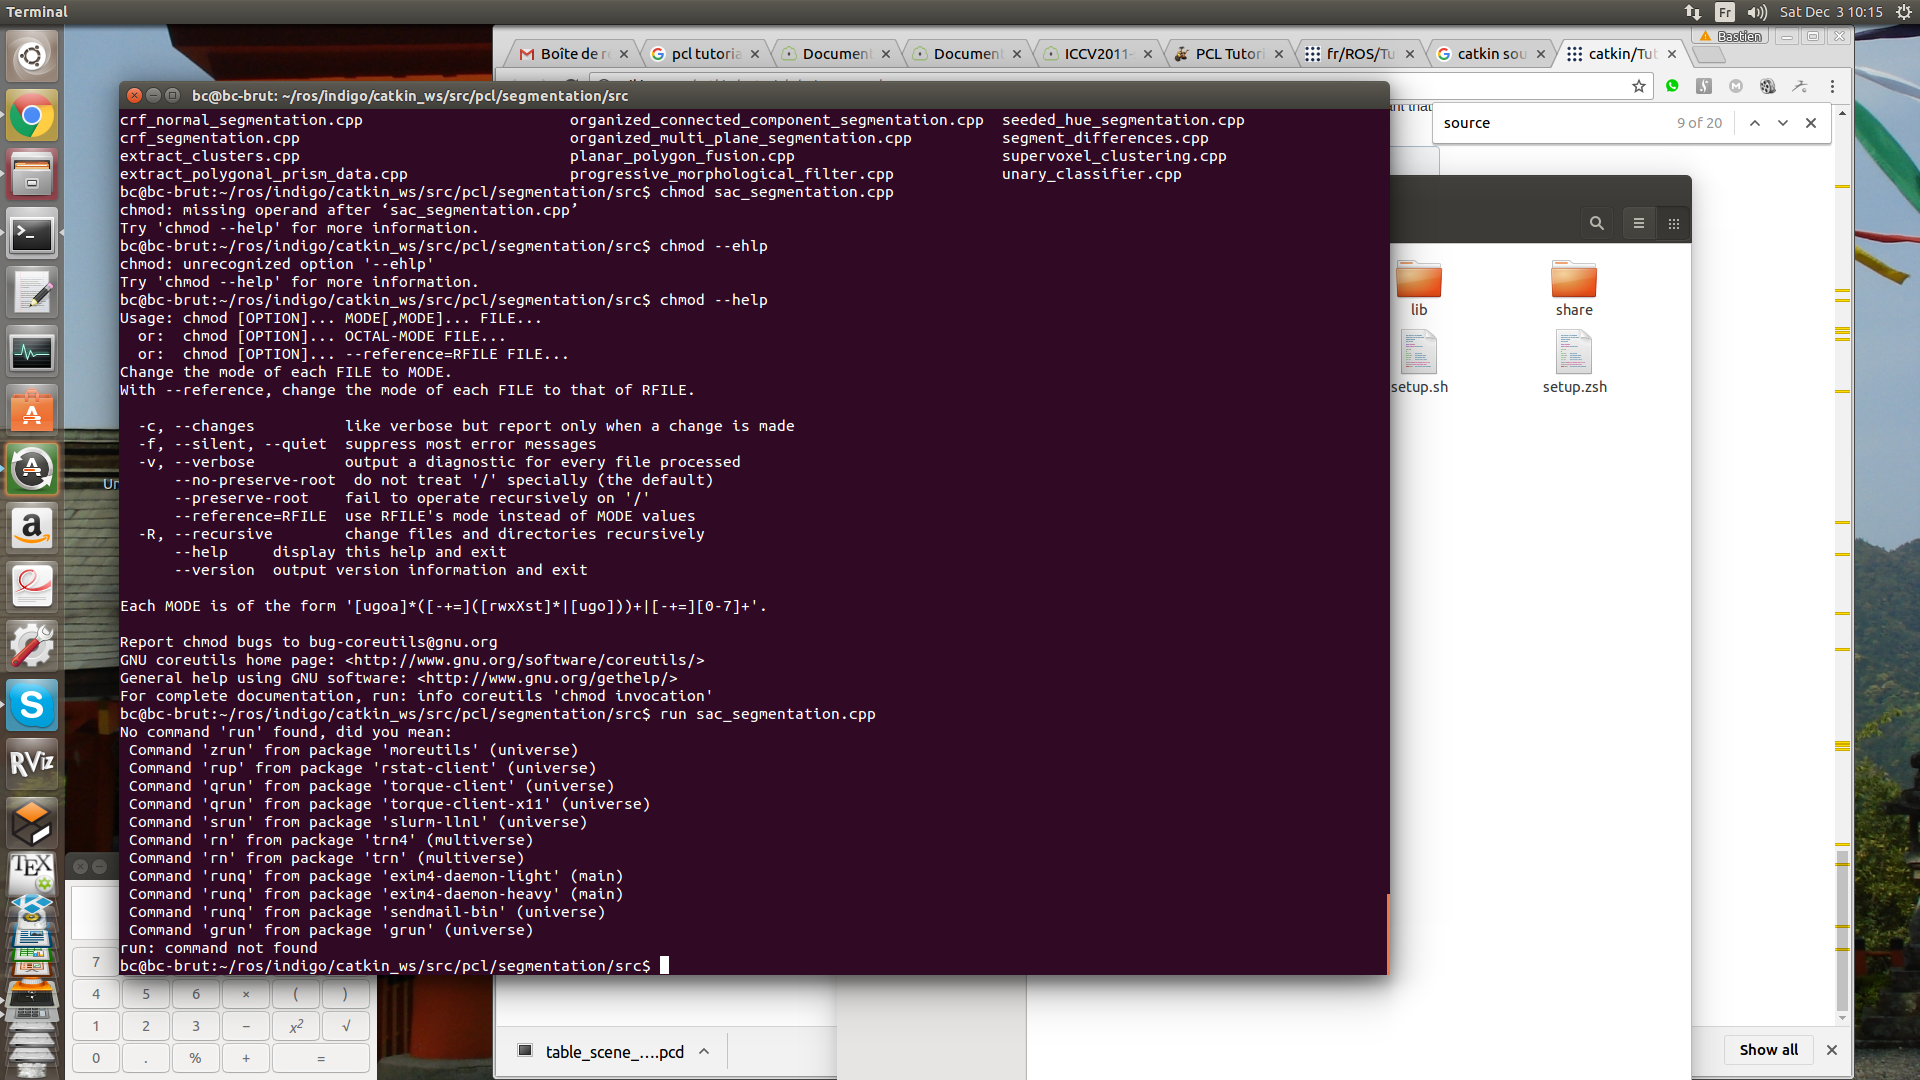 Terminal
Fr
Sat Dec 3 10:15
Bastien
Boîte de r
pcl tutoria
Document
Document
ICCV2011-
PCL Tutori
fr/ROS/Tu
catkin sou
catkin/Tut
bc@bc-brut: ~/ros/indigo/catkin_ws/src/pcl/segmentation/src
source
9 of 20
crf_normal_segmentation.cpp organized_connected_component_segmentation.cpp seeded_hue_segmentation.cpp
crf_segmentation.cpp organized_multi_plane_segmentation.cpp segment_differences.cpp
extract_clusters.cpp planar_polygon_fusion.cpp supervoxel_clustering.cpp
extract_polygonal_prism_data.cpp progressive_morphological_filter.cpp unary_classifier.cpp
bc@bc-brut:~/ros/indigo/catkin_ws/src/pcl/segmentation/src$ chmod sac_segmentation.cpp
chmod: missing operand after ‘sac_segmentation.cpp’
Try 'chmod --help' for more information.
bc@bc-brut:~/ros/indigo/catkin_ws/src/pcl/segmentation/src$ chmod --ehlp
chmod: unrecognized option '--ehlp'
Try 'chmod --help' for more information.
bc@bc-brut:~/ros/indigo/catkin_ws/src/pcl/segmentation/src$ chmod --help
Usage: chmod [OPTION]... MODE[,MODE]... FILE...
or: chmod [OPTION]... OCTAL-MODE FILE...
or: chmod [OPTION]... --reference=RFILE FILE...
Change the mode of each FILE to MODE.
With --reference, change the mode of each FILE to that of RFILE.
-c, --changes like verbose but report only when a change is made
-f, --silent, --quiet suppress most error messages
-v, --verbose output a diagnostic for every file processed
--no-preserve-root do not treat '/' specially (the default)
--preserve-root fail to operate recursively on '/'
--reference=RFILE use RFILE's mode instead of MODE values
-R, --recursive change files and directories recursively
--help display this help and exit
--version output version information and exit
Each MODE is of the form '[ugoa]*([-+=]([rwxXst]*|[ugo]))+|[-+=][0-7]+'.
Report chmod bugs to bug-coreutils@gnu.org
GNU coreutils home page: <http://www.gnu.org/software/coreutils/>
General help using GNU software: <http://www.gnu.org/gethelp/>
For complete documentation, run: info coreutils 'chmod invocation'
bc@bc-brut:~/ros/indigo/catkin_ws/src/pcl/segmentation/src$ run sac_segmentation.cpp
No command 'run' found, did you mean:
Command 'zrun' from package 'moreutils' (universe)
Command 'rup' from package 'rstat-client' (universe)
Command 'qrun' from package 'torque-client' (universe)
Command 'qrun' from package 'torque-client-x11' (universe)
Command 'srun' from package 'slurm-llnl' (universe)
Command 'rn' from package 'trn4' (multiverse)
Command 'rn' from package 'trn' (multiverse)
Command 'runq' from package 'exim4-daemon-light' (main)
Command 'runq' from package 'exim4-daemon-heavy' (main)
Command 'runq' from package 'sendmail-bin' (universe)
Command 'grun' from package 'grun' (universe)
run: command not found
bc@bc-brut:~/ros/indigo/catkin_ws/src/pcl/segmentation/src$
lib
share
setup.sh
setup.zsh
Un
RViz
TEX
7
4 5 6 × ( )
1 2 3 − x² √
0 . % + =
table_scene_....pcd
Show all